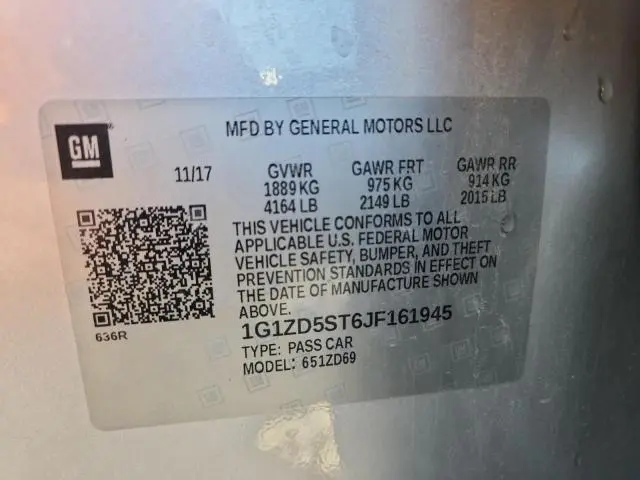 GM
MFD BY GENERAL MOTORS LLC
11/17 GVWR GAWR FRT GAWR RR
1889 KG 975 KG 914 KG
4164 LB 2149 LB 2015 LB
THIS VEHICLE CONFORMS TO ALL
APPLICABLE U.S. FEDERAL MOTOR
VEHICLE SAFETY, BUMPER, AND THEFT
PREVENTION STANDARDS IN EFFECT ON
THE DATE OF MANUFACTURE SHOWN
ABOVE.
636R
1G1ZD5ST6JF161945
TYPE: PASS CAR
MODEL: 651ZD69